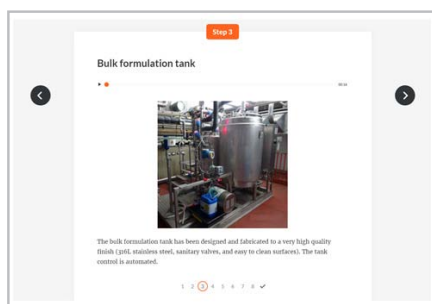 Step 3
Bulk formulation tank
The bulk formulation tank has been designed and fabricated to a very high quality
finish (316L stainless steel, sanitary valves, and easy to clean surfaces). The tank
control is automated.
1 2 3 4 5 6 7 8